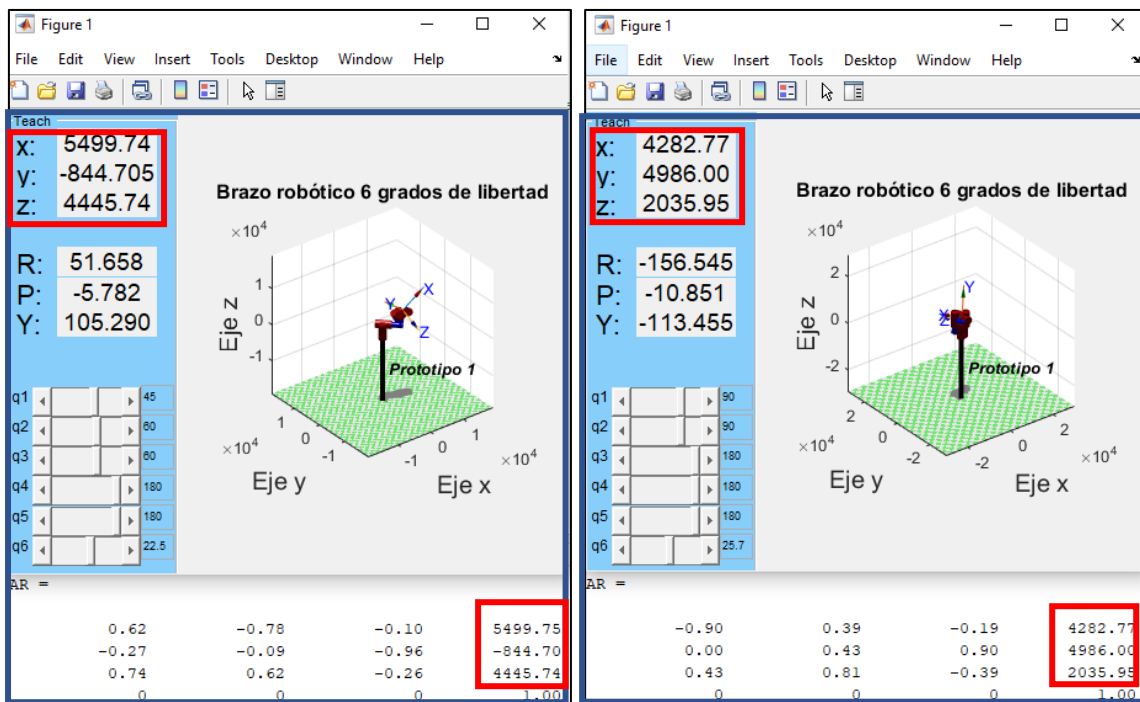 Figure 1
File Edit View Insert Tools Desktop Window Help
Teach
x: 5499.74
y: -844.705
z: 4445.74
R: 51.658
P: -5.782
Y: 105.290
q1 45
q2 60
q3 60
q4 180
q5 180
q6 22.5
Brazo robótico 6 grados de libertad
×10^4
Eje z
1
0
-1
X
Y
Z
Prototipo 1
1
0
-1
×10^4
Eje y
-1
0
1
×10^4
Eje x
AR =
0.62 -0.78 -0.10 5499.75
-0.27 -0.09 -0.96 -844.70
0.74 0.62 -0.26 4445.74
0 0 0 1.00
Figure 1
File Edit View Insert Tools Desktop Window Help
Teach
x: 4282.77
y: 4986.00
z: 2035.95
R: -156.545
P: -10.851
Y: -113.455
q1 90
q2 90
q3 180
q4 180
q5 180
q6 25.7
Brazo robótico 6 grados de libertad
×10^4
Eje z
2
0
-2
Y
X
Z
Prototipo 1
2
0
-2
×10^4
Eje y
-2
0
2
×10^4
Eje x
AR =
-0.90 0.39 -0.19 4282.77
0.00 0.43 0.90 4986.00
0.43 0.81 -0.39 2035.95
0 0 0 1.00